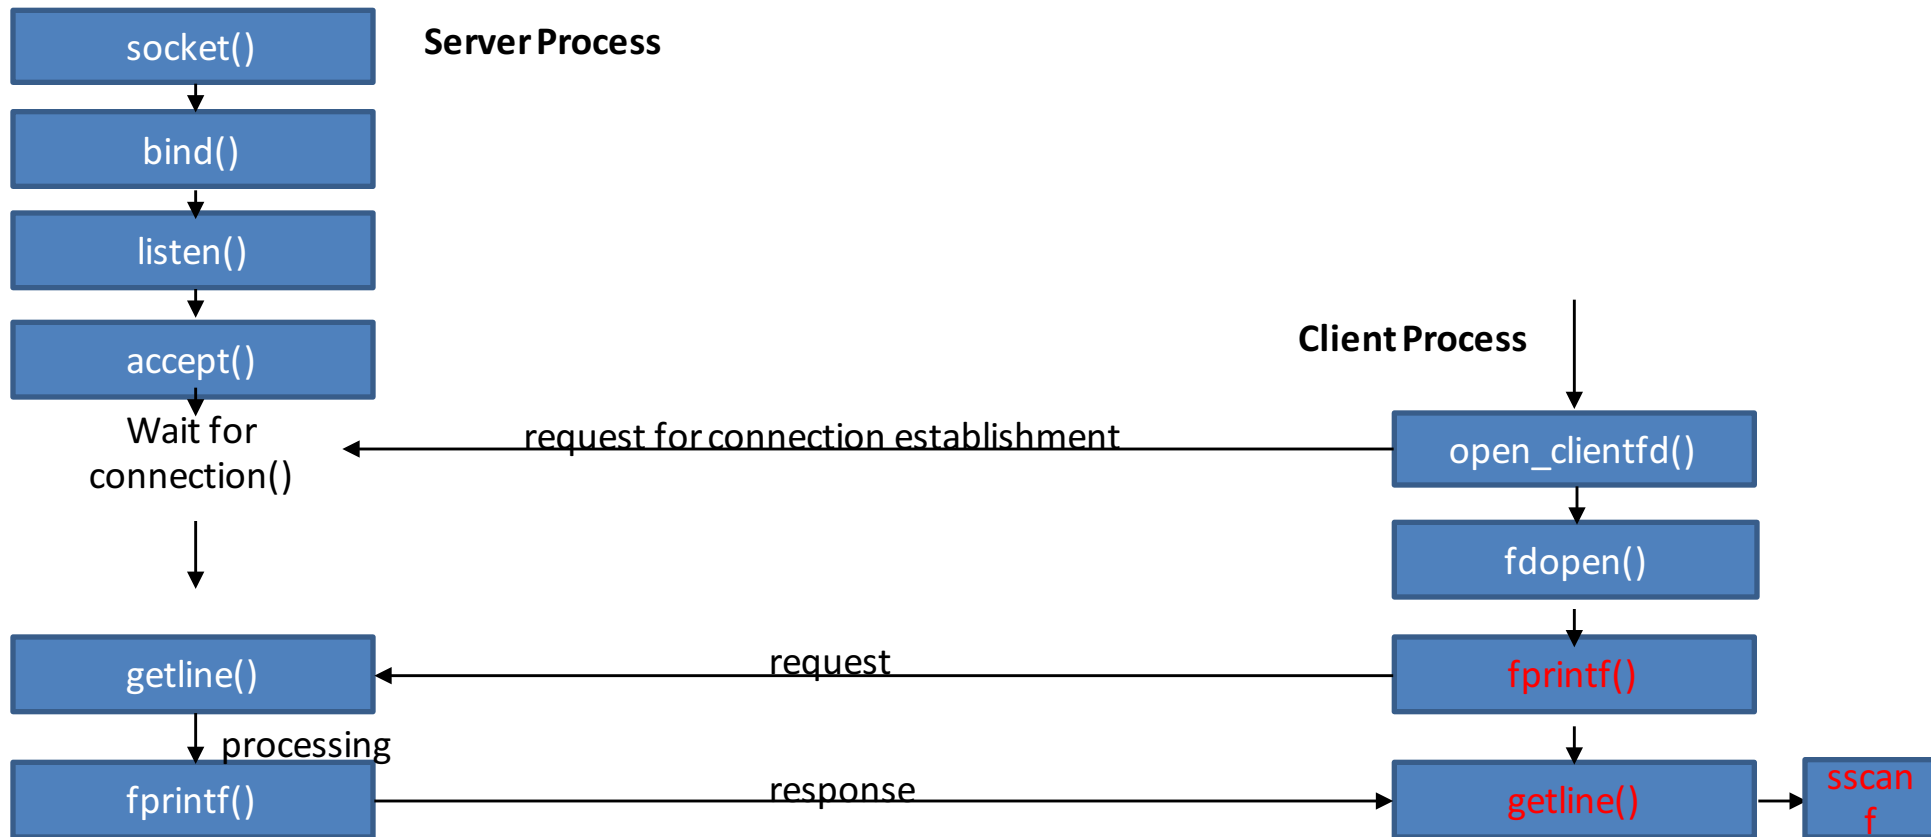 socket()
Server Process
bind()
listen()
accept()
Client Process
Wait for
connection()
request for connection establishment
open_clientfd()
fdopen()
getline()
request
fprintf()
processing
fprintf()
response
getline()
sscan
f